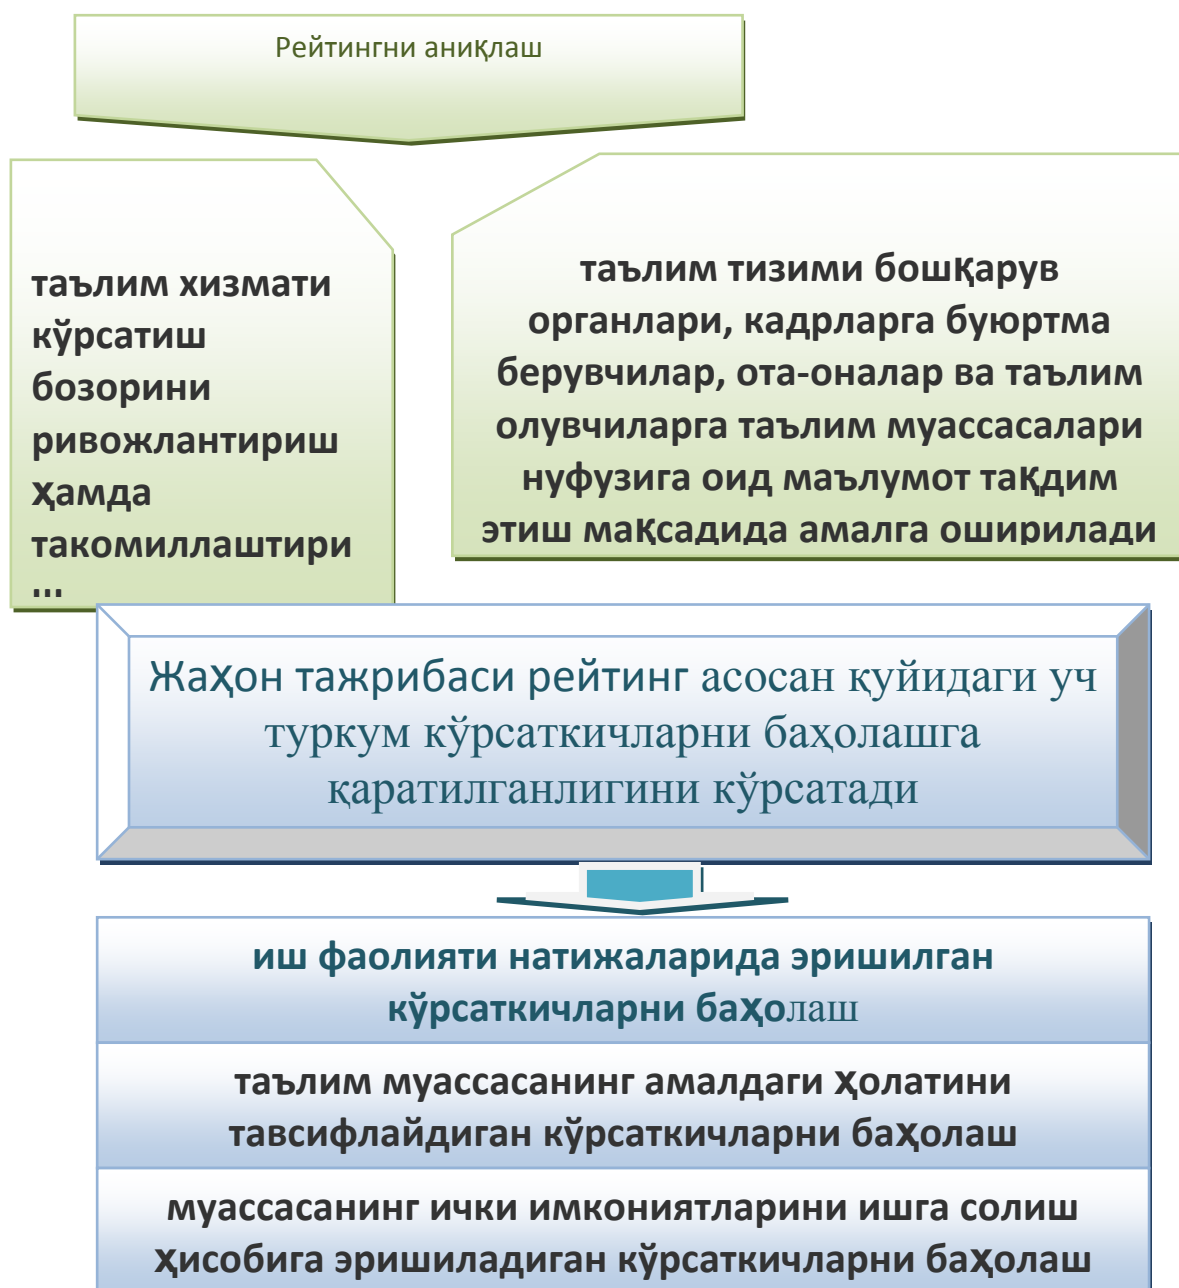 Рейтингни аниқлаш
таълим хизмати
кўрсатиш
бозорини
ривожлантириш
ҳамда
такомиллаштири
...
таълим тизими бошқарув
органлари, кадрларга буюртма
берувчилар, ота-оналар ва таълим
олувчиларга таълим муассасалари
нуфузига оид маълумот тақдим
этиш мақсадида амалга оширилади
Жаҳон тажрибаси рейтинг асосан қуйидаги уч
туркум кўрсаткичларни баҳолашга
қаратилганлигини кўрсатади
иш фаолияти натижаларида эришилган
кўрсаткичларни баҳолаш
таълим муассасанинг амалдаги ҳолатини
тавсифлайдиган кўрсаткичларни баҳолаш
муассасанинг ички имкониятларини ишга солиш
ҳисобига эришиладиган кўрсаткичларни баҳолаш